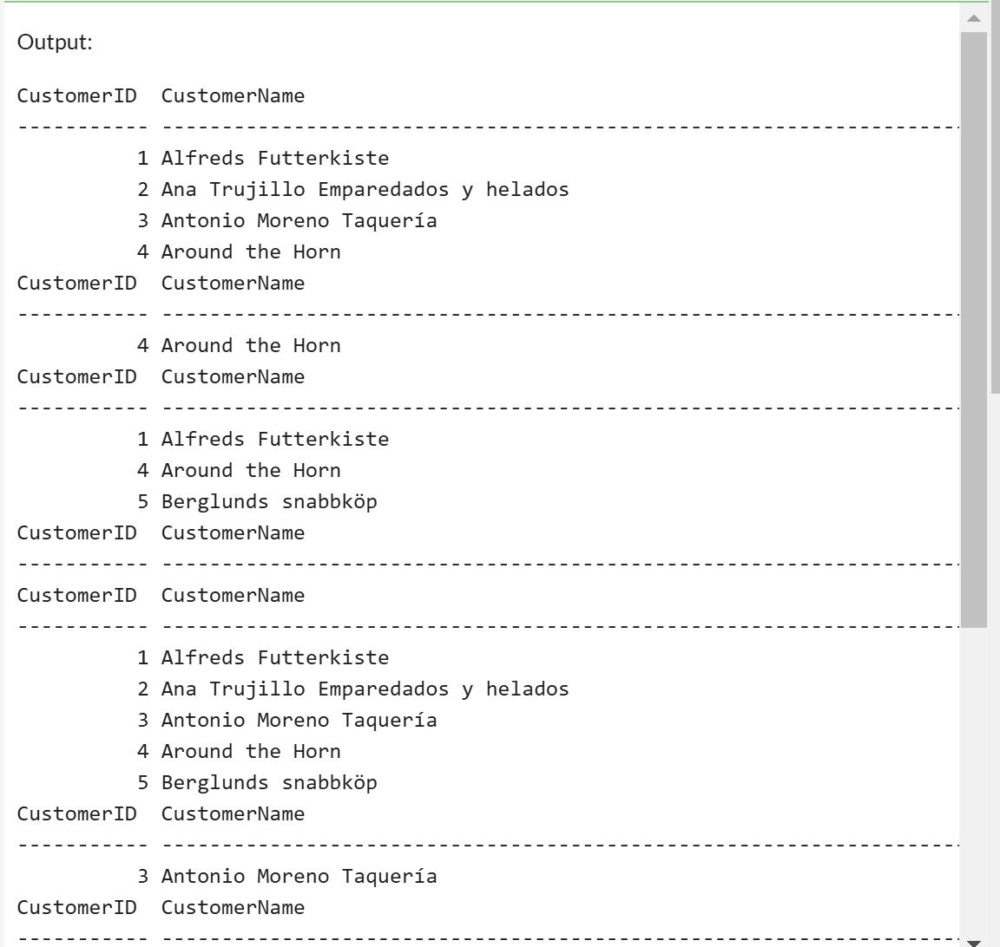 Output:
CustomerID  CustomerName
----------- -------------------------------------------------------------------
          1 Alfreds Futterkiste
          2 Ana Trujillo Emparedados y helados
          3 Antonio Moreno Taquería
          4 Around the Horn
CustomerID  CustomerName
----------- -------------------------------------------------------------------
          4 Around the Horn
CustomerID  CustomerName
----------- -------------------------------------------------------------------
          1 Alfreds Futterkiste
          4 Around the Horn
          5 Berglunds snabbköp
CustomerID  CustomerName
----------- -------------------------------------------------------------------
CustomerID  CustomerName
----------- -------------------------------------------------------------------
          1 Alfreds Futterkiste
          2 Ana Trujillo Emparedados y helados
          3 Antonio Moreno Taquería
          4 Around the Horn
          5 Berglunds snabbköp
CustomerID  CustomerName
----------- -------------------------------------------------------------------
          3 Antonio Moreno Taquería
CustomerID  CustomerName
----------- -------------------------------------------------------------------